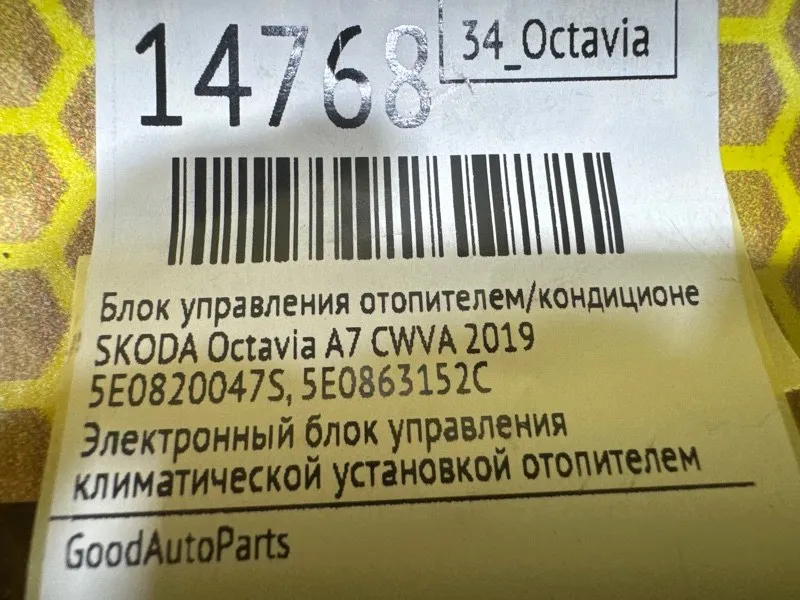 14768
34_Octavia
Блок управления отопителем/кондиционе
SKODA Octavia A7 CWVA 2019
5E0820047S, 5E0863152C
Электронный блок управления
климатической установкой отопителем
GoodAutoParts